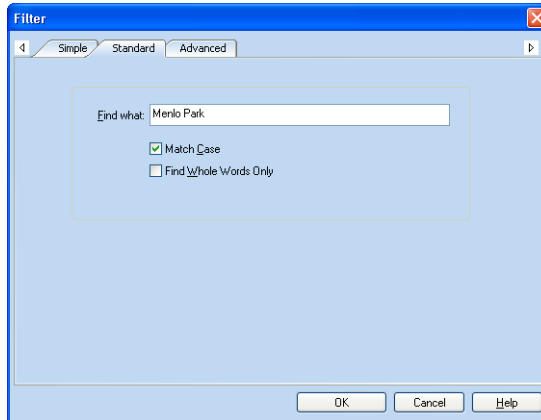 Filter
Simple Standard Advanced
Find what: Menlo Park
Match Case
Find Whole Words Only
OK Cancel Help